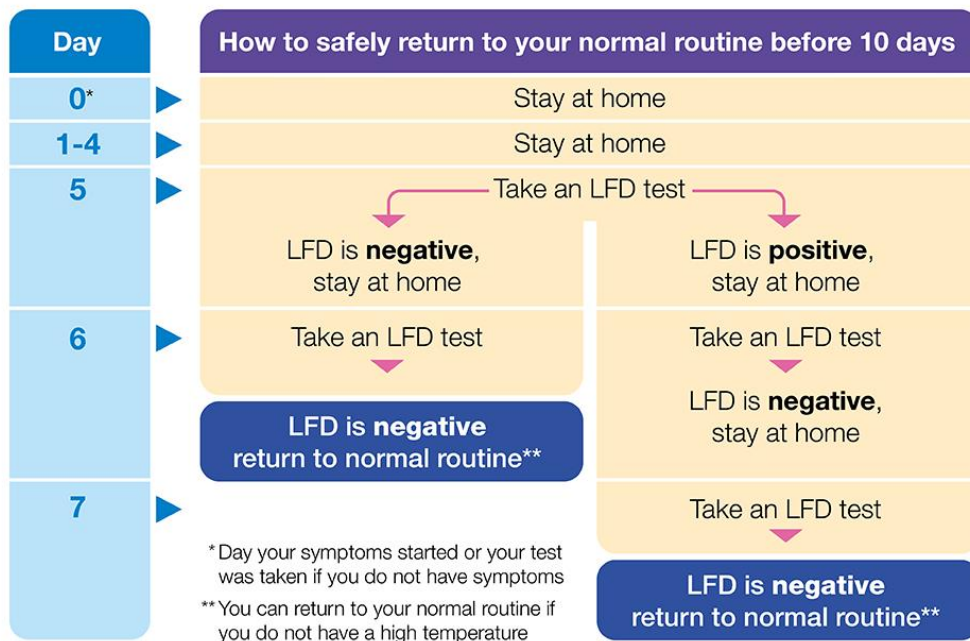 Day
How to safely return to your normal routine before 10 days
0*
Stay at home
1-4
Stay at home
5
Take an LFD test
LFD is negative,
stay at home
LFD is positive,
stay at home
6
Take an LFD test
LFD is negative
return to normal routine**
Take an LFD test
LFD is negative,
stay at home
7
Take an LFD test
LFD is negative
return to normal routine**
* Day your symptoms started or your test
was taken if you do not have symptoms
** You can return to your normal routine if
you do not have a high temperature